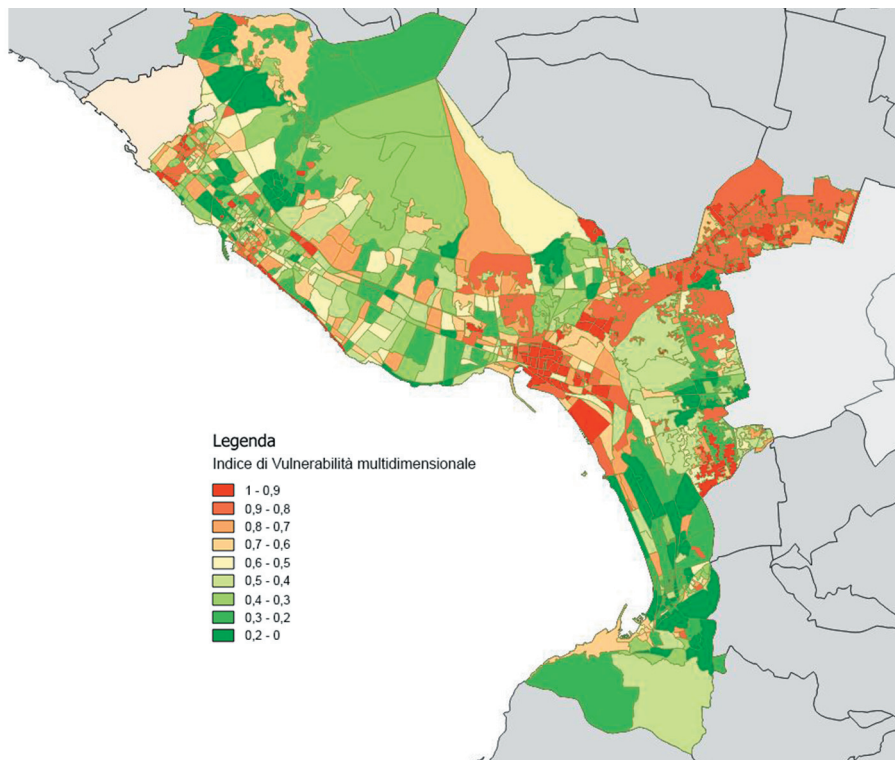 Legenda
Indice di Vulnerabilità multidimensionale
1 - 0,9
0,9 - 0,8
0,8 - 0,7
0,7 - 0,6
0,6 - 0,5
0,5 - 0,4
0,4 - 0,3
0,3 - 0,2
0,2 - 0